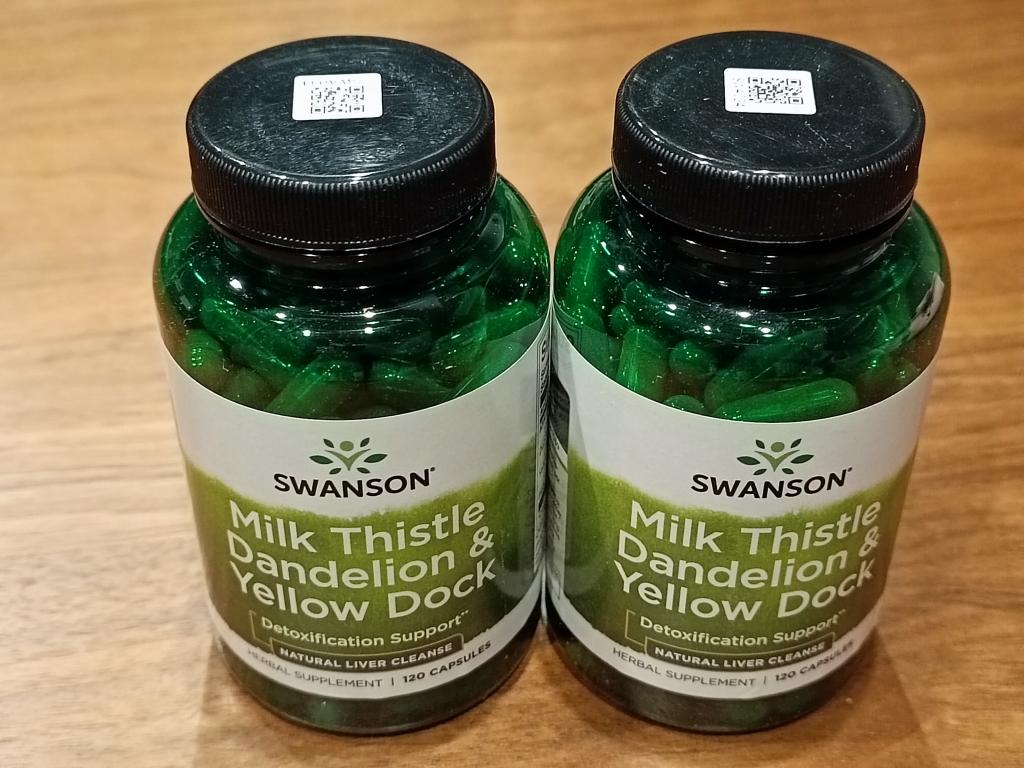 SWANSON®
Milk Thistle
Dandelion &
Yellow Dock
Detoxification Support**
NATURAL LIVER CLEANSE
HERBAL SUPPLEMENT | 120 CAPSULES
SWANSON®
Milk Thistle
Dandelion &
Yellow Dock
Detoxification Support**
NATURAL LIVER CLEANSE
HERBAL SUPPLEMENT | 120 CAPSULES